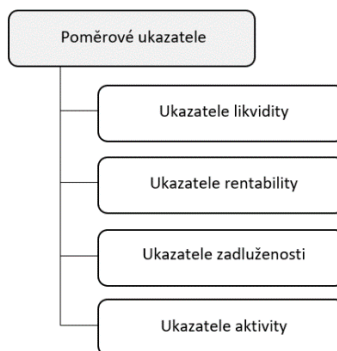 Poměrové ukazatele
Ukazatele likvidity
Ukazatele rentability
Ukazatele zadluženosti
Ukazatele aktivity